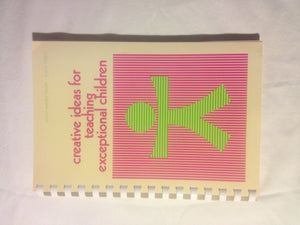 creative ideas for
teaching
exceptional children